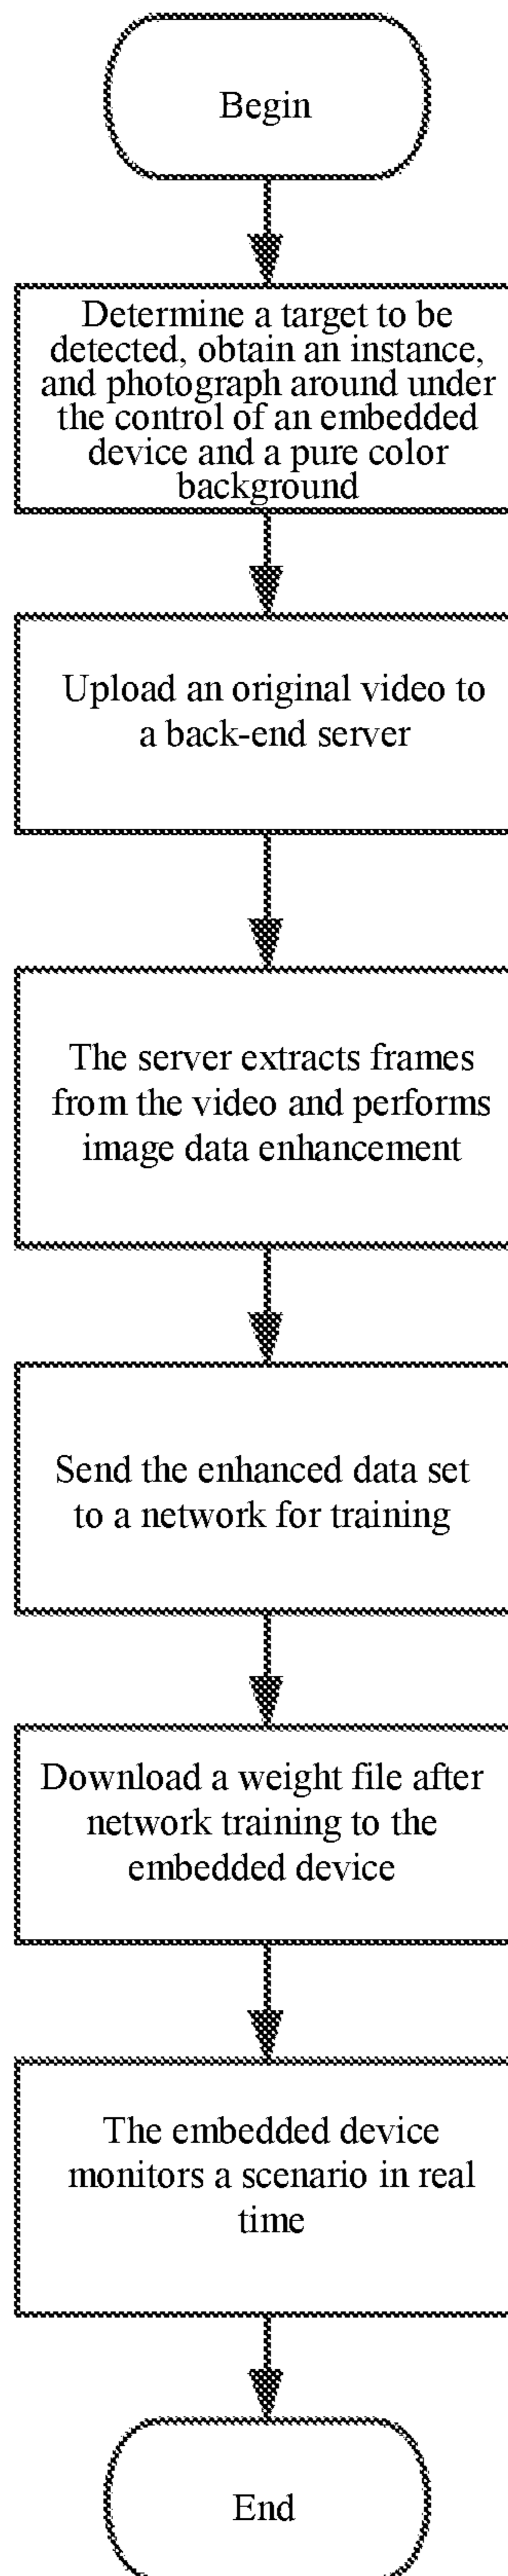 Begin
Determine a target to be
detected, obtain an instance,
and photograph around under
the control of an embedded
device and a pure color
background
Upload an original video to
a back-end server
The server extracts frames
from the video and performs
image data enhancement
Send the enhanced data set
to a network for training
Download a weight file after
network training to the
embedded device
The embedded device
monitors a scenario in real
time
End